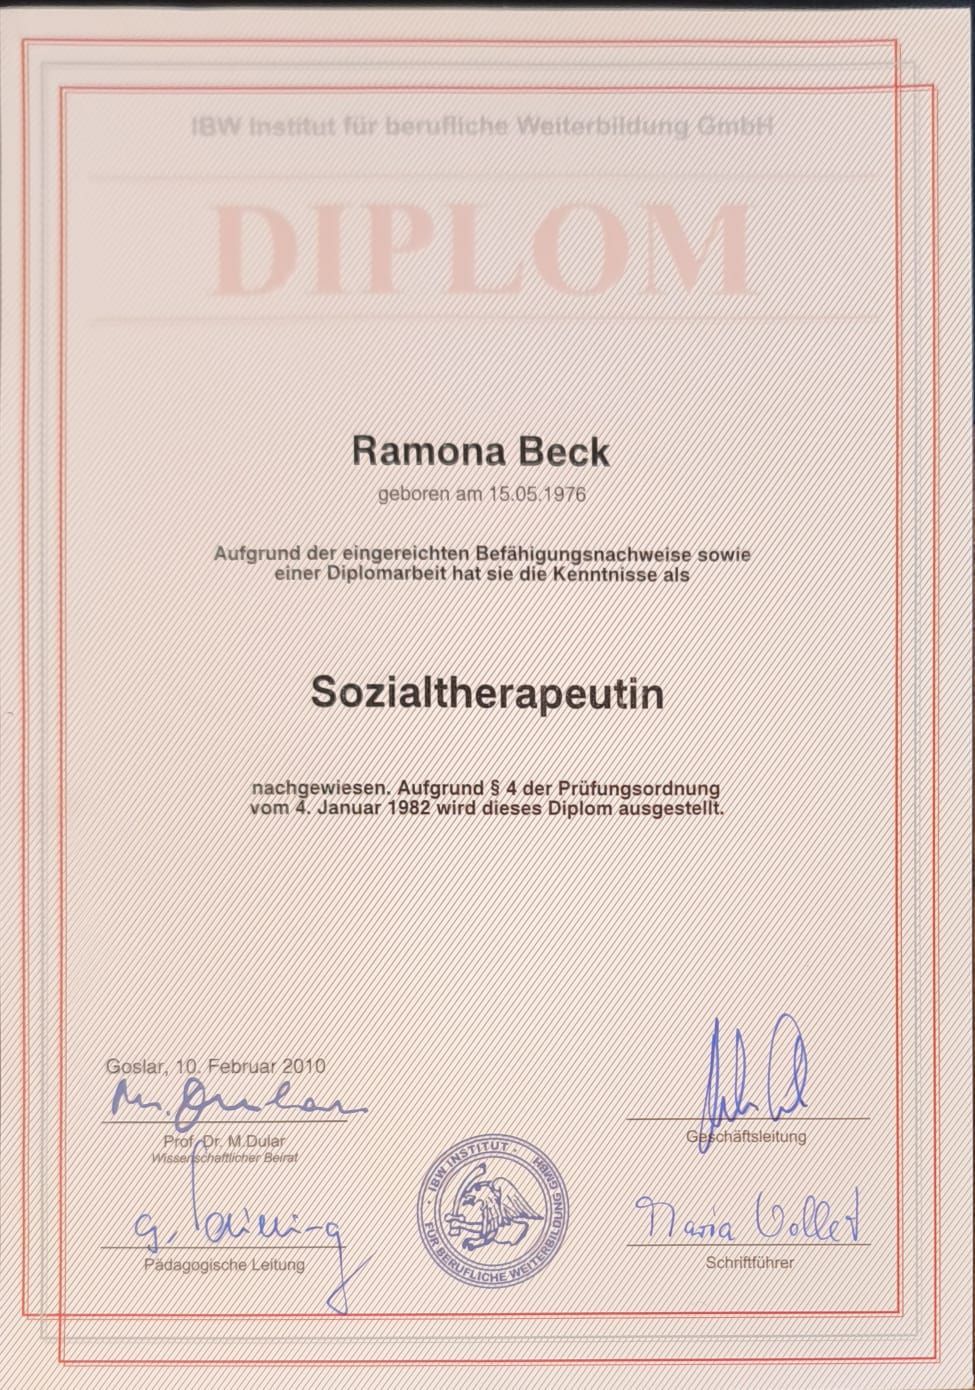 IBW Institut für berufliche Weiterbildung GmbH
DIPLOM
Ramona Beck
geboren am 15.05.1976
Aufgrund der eingereichten Befähigungsnachweise sowie
einer Diplomarbeit hat sie die Kenntnisse als
Sozialtherapeutin
nachgewiesen. Aufgrund § 4 der Prüfungsordnung
vom 4. Januar 1982 wird dieses Diplom ausgestellt.
Goslar, 10. Februar 2010
M. Dular
Prof. Dr. M.Dular
Wissenschaftlicher Beirat
Geschäftsleitung
· IBW INSTITUT ·
FÜR BERUFLICHE WEITERBILDUNG GMBH
Pädagogische Leitung
Maria Vollet
Schriftführer